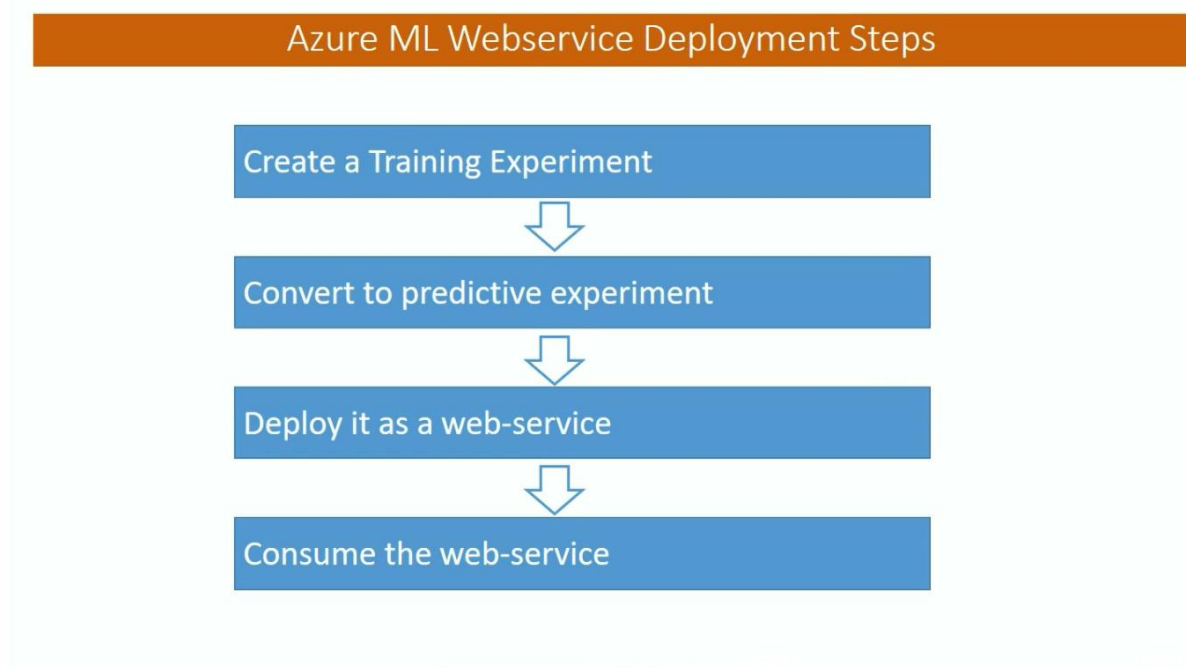 Azure ML Webservice Deployment Steps
Create a Training Experiment
Convert to predictive experiment
Deploy it as a web-service
Consume the web-service